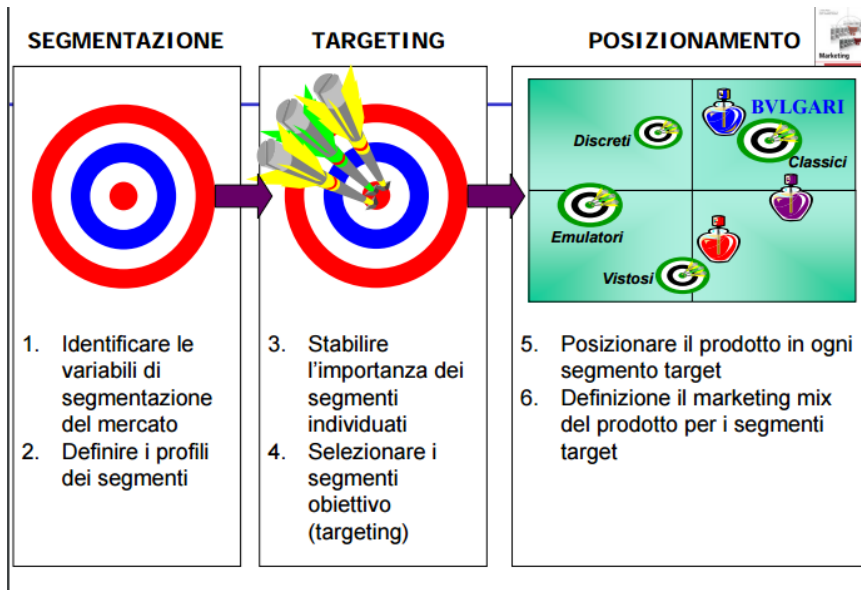 SEGMENTAZIONE
TARGETING
POSIZIONAMENTO
Marketing
BVLGARI
Discreti
Classici
Emulatori
Vistosi
1. Identificare le
variabili di
segmentazione
del mercato
2. Definire i profili
dei segmenti
3. Stabilire
l'importanza dei
segmenti
individuati
4. Selezionare i
segmenti
obiettivo
(targeting)
5. Posizionare il prodotto in ogni
segmento target
6. Definizione il marketing mix
del prodotto per i segmenti
target